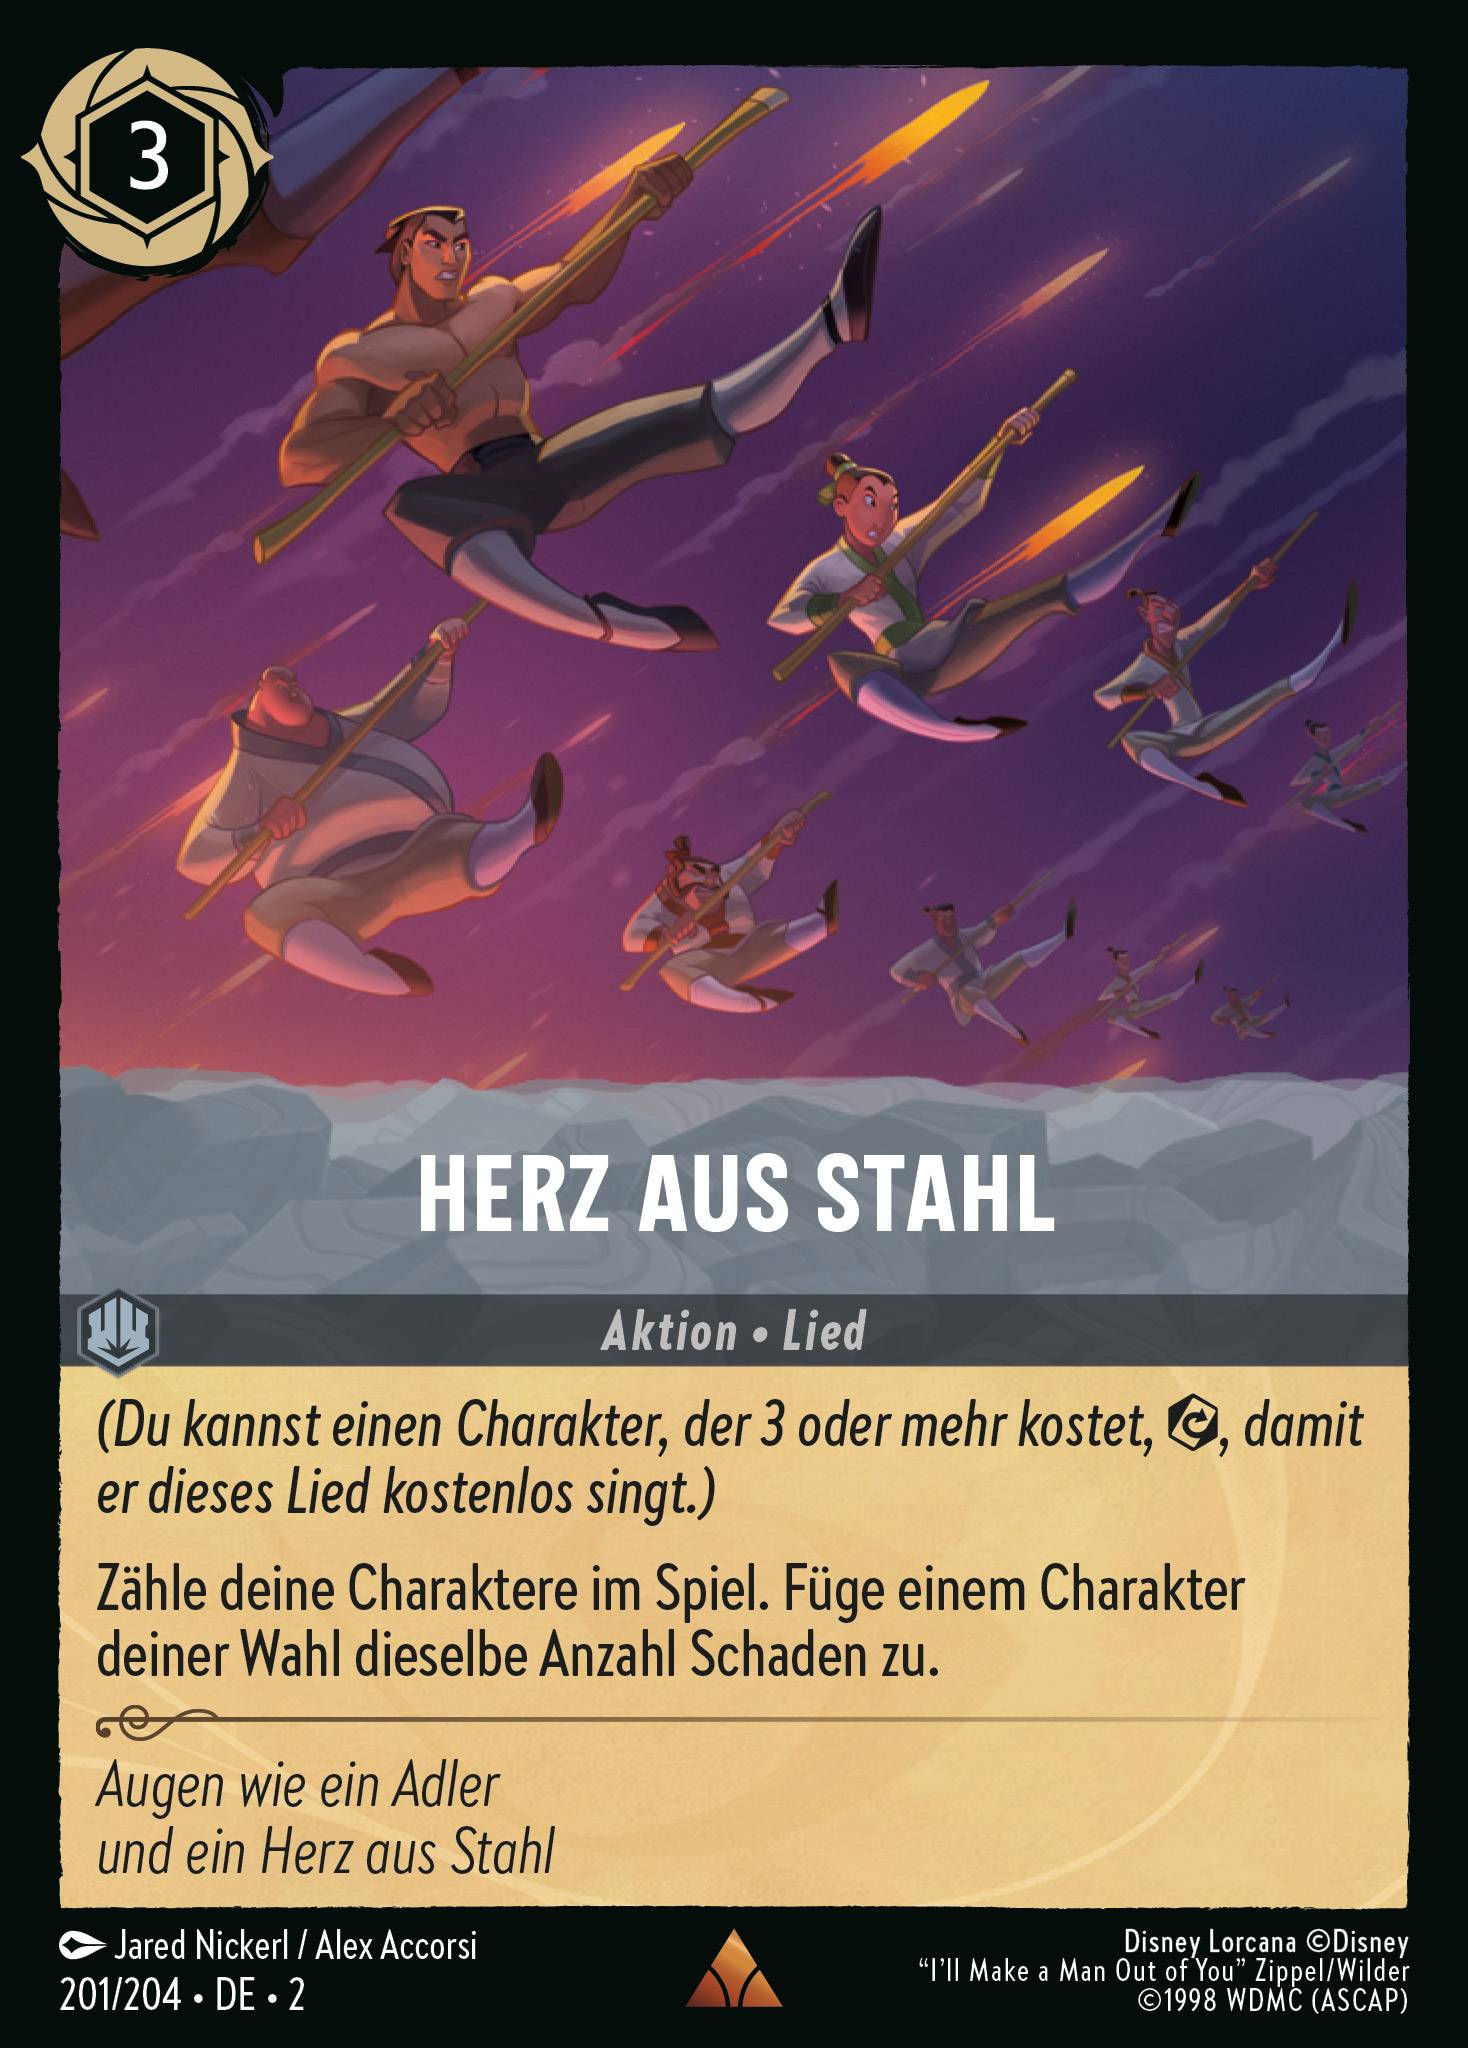 3
HERZ AUS STAHL
Aktion • Lied
(Du kannst einen Charakter, der 3 oder mehr kostet, , damit
er dieses Lied kostenlos singt.)
Zähle deine Charaktere im Spiel. Füge einem Charakter
deiner Wahl dieselbe Anzahl Schaden zu.
Augen wie ein Adler
und ein Herz aus Stahl
Jared Nickerl / Alex Accorsi
201/204 • DE • 2
Disney Lorcana ©Disney
“I’ll Make a Man Out of You” Zippel/Wilder
©1998 WDMC (ASCAP)